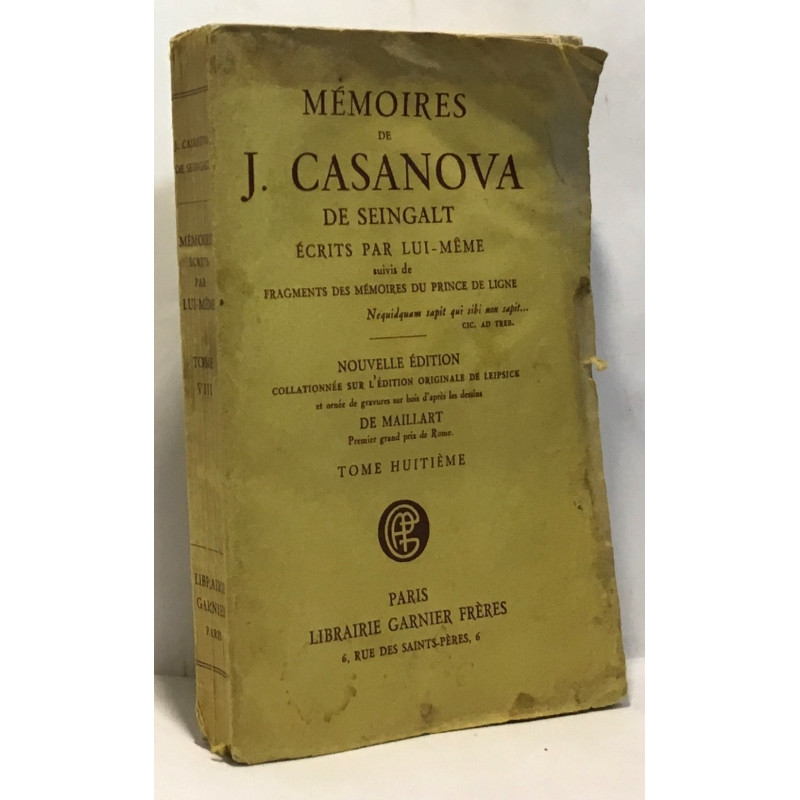 MÉMOIRES
DE
J. CASANOVA
DE SEINGALT
ÉCRITS PAR LUI-MÊME
suivis de
FRAGMENTS DES MÉMOIRES DU PRINCE DE LIGNE
Nequidquam sapit qui sibi non sapit...
CIC. AD TREB.
NOUVELLE ÉDITION
COLLATIONNÉE SUR L'ÉDITION ORIGINALE DE LEIPSICK
et ornée de gravures sur bois d'après les dessins
DE MAILLART
Premier grand prix de Rome.
TOME HUITIÈME
PARIS
LIBRAIRIE GARNIER FRÈRES
6, RUE DES SAINTS-PÈRES, 6
J. CASANOVA
DE SEINGALT
MÉMOIRES
ÉCRITS
PAR
LUI-MÊME
TOME
VIII
LIBRAIRIE
GARNIER
PARIS